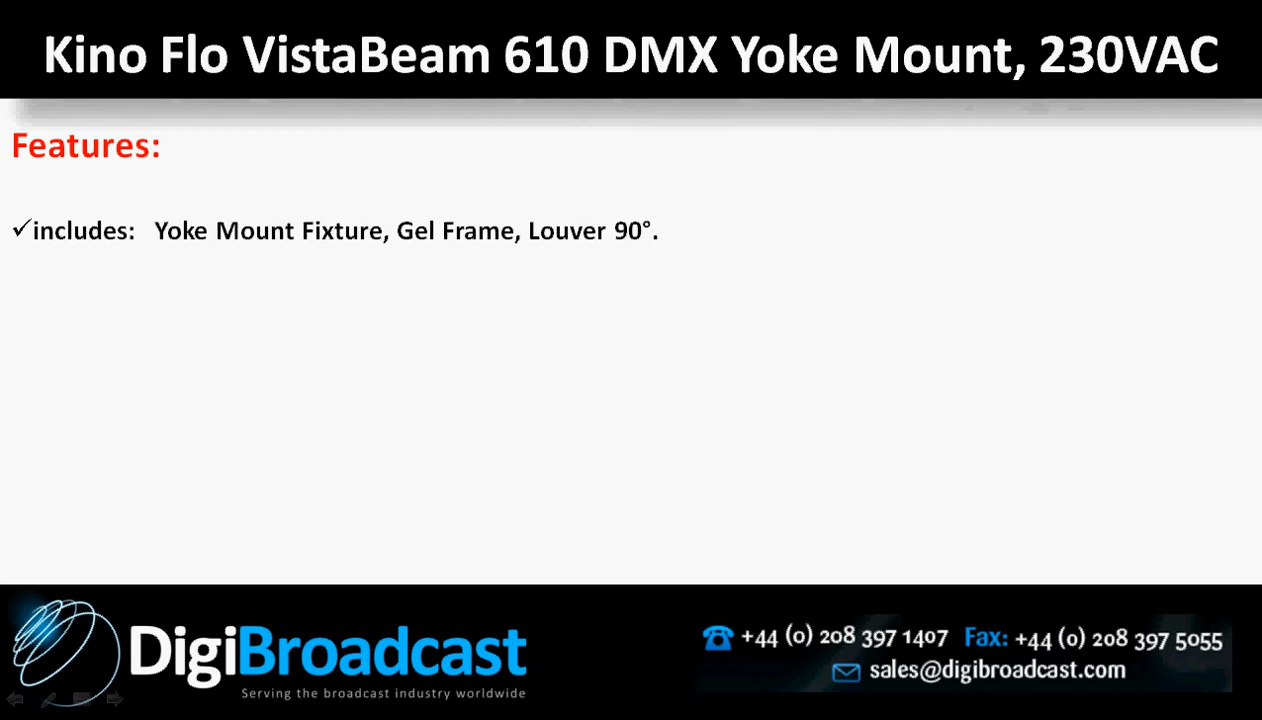 Kino Flo VistaBeam 610 DMX Yoke Mount, 230VAC
Features:
✓includes: Yoke Mount Fixture, Gel Frame, Louver 90°.
DigiBroadcast
Serving the broadcast industry worldwide
+44 (0) 208 397 1407 Fax: +44 (0) 208 397 5055
sales@digibroadcast.com